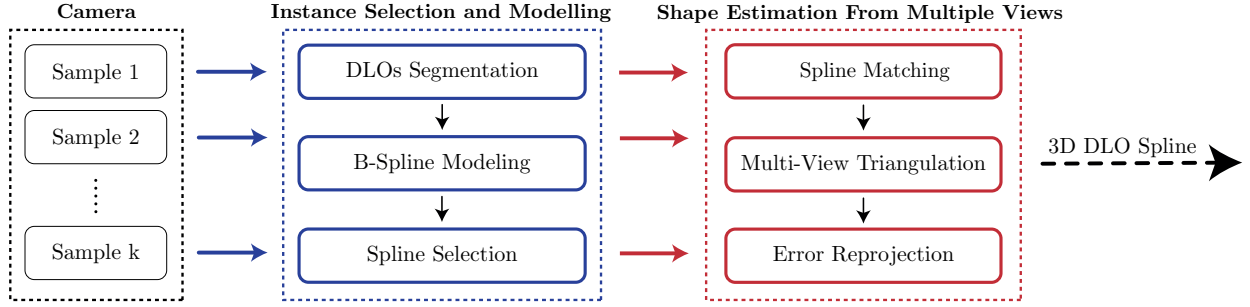 Camera
Sample 1
Sample 2
Sample k
Instance Selection and Modelling
DLOs Segmentation
B-Spline Modeling
Spline Selection
Shape Estimation From Multiple Views
Spline Matching
Multi-View Triangulation
Error Reprojection
3D DLO Spline